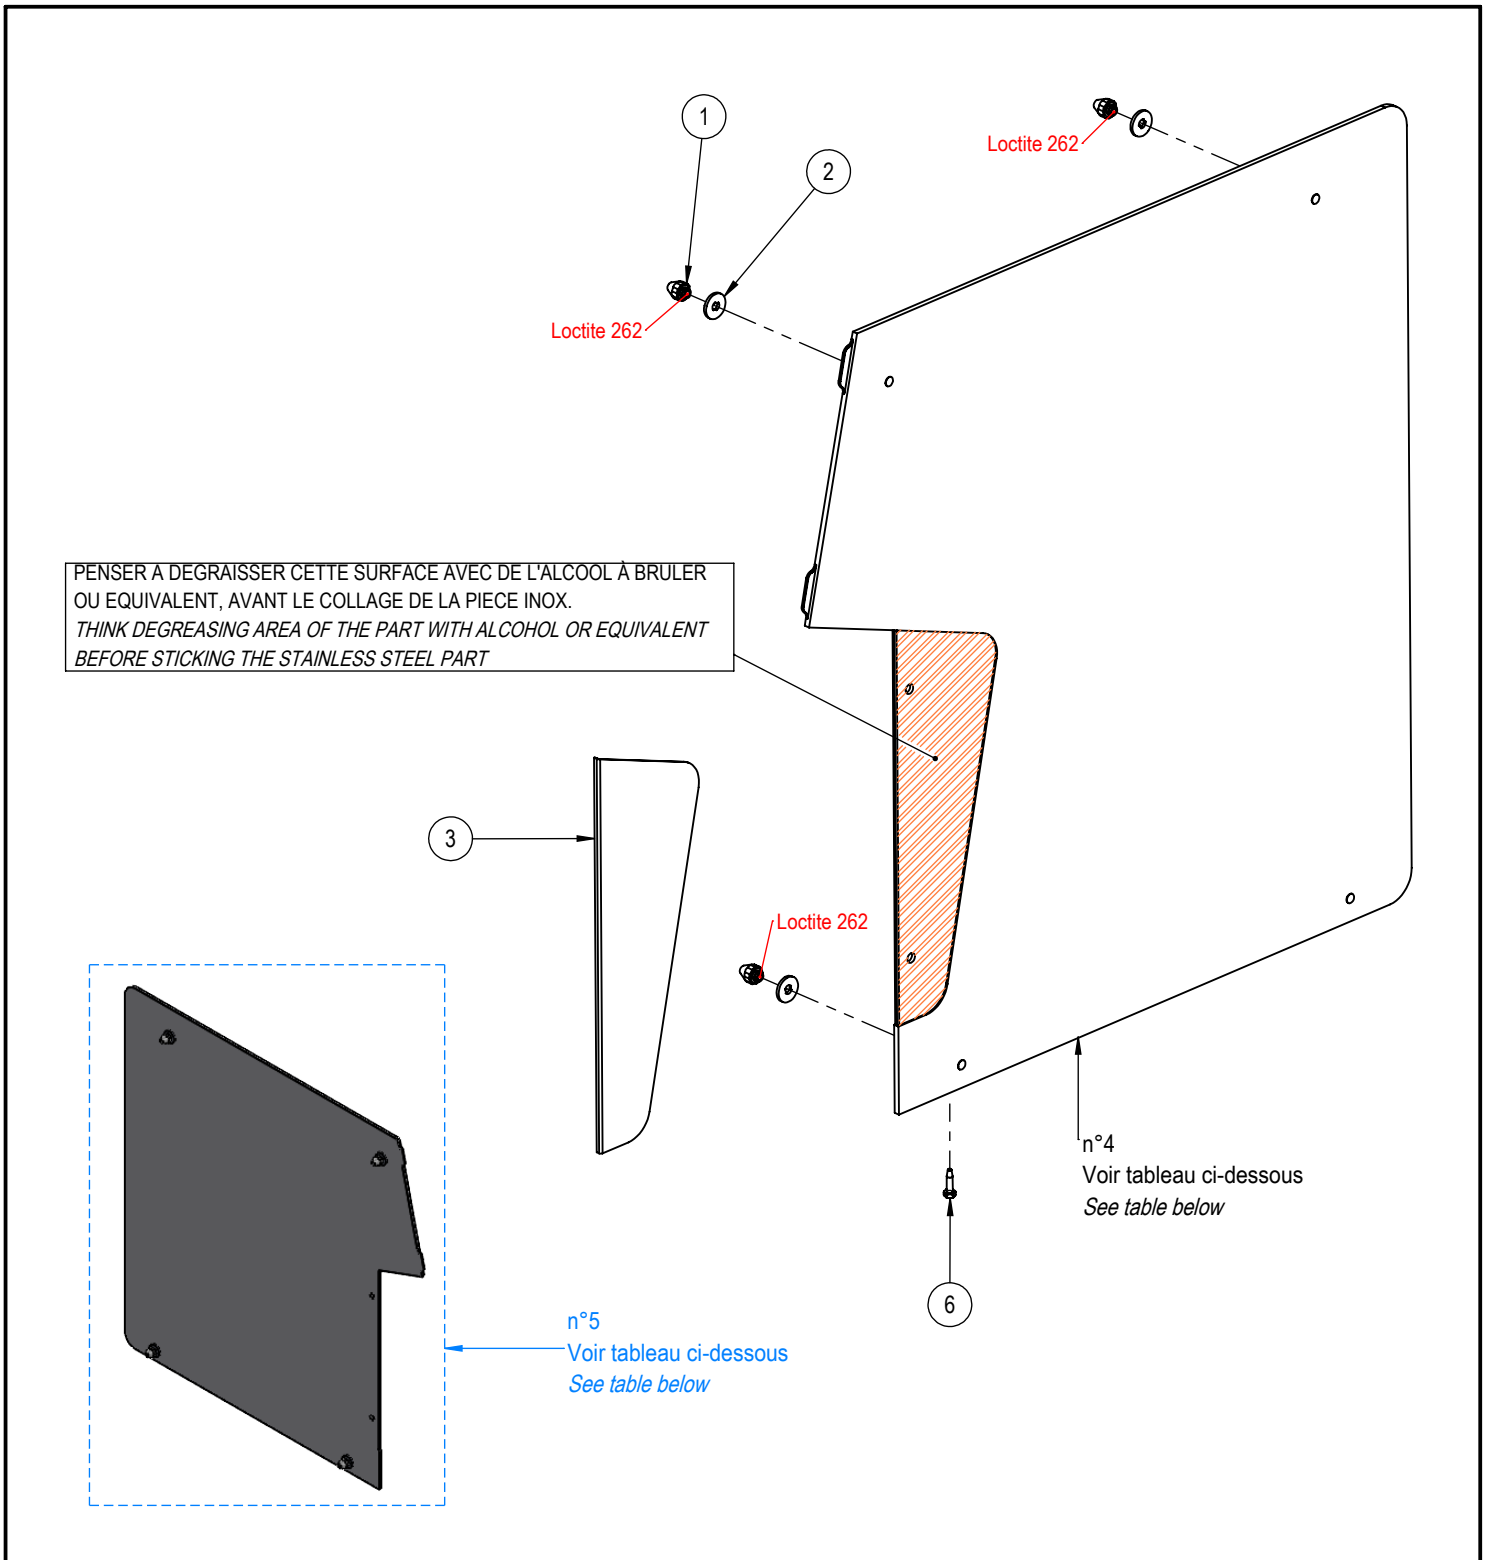 1
2
Loctite 262
Loctite 262
PENSER A DEGRAISSER CETTE SURFACE AVEC DE L'ALCOOL À BRULER
OU EQUIVALENT, AVANT LE COLLAGE DE LA PIECE INOX.
THINK DEGREASING AREA OF THE PART WITH ALCOHOL OR EQUIVALENT
BEFORE STICKING THE STAINLESS STEEL PART
3
Loctite 262
n°4
Voir tableau ci-dessous
See table below
6
n°5
Voir tableau ci-dessous
See table below